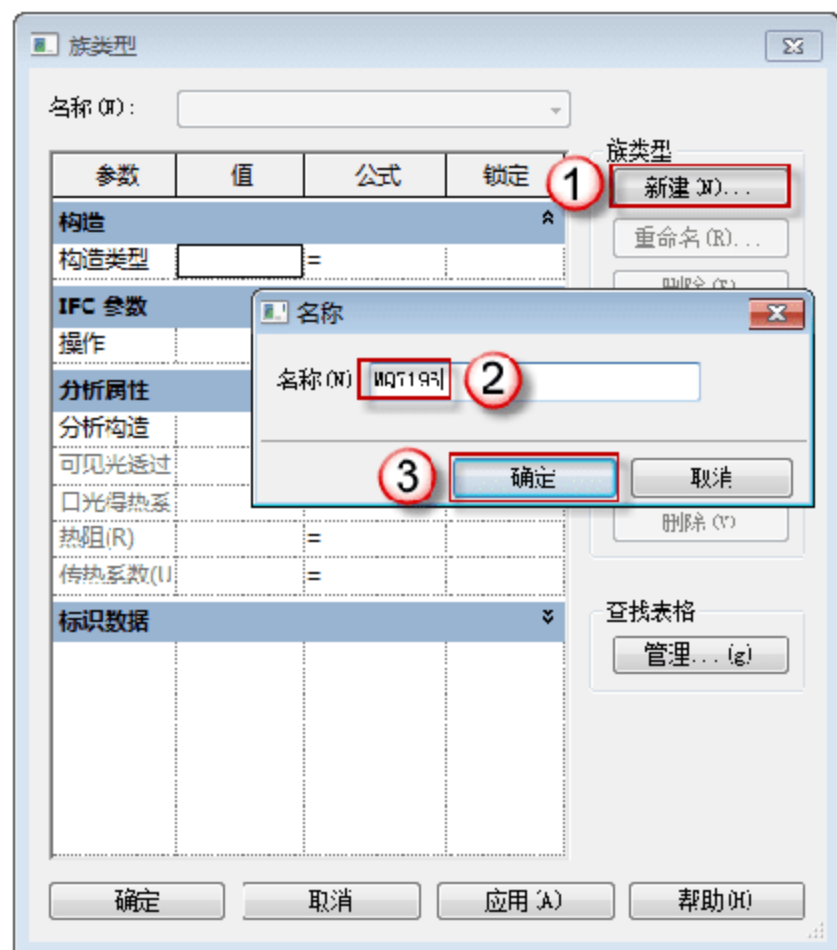 族类型
名称(N):
族类型
参数 值 公式 锁定
① 新建(N)...
构造
重命名(R)...
构造类型 =
IFC 参数
名称
操作
名称(N)
②
分析属性
分析构造
可见光透过
③ 确定 取消
日光得热系
热阻(R) =
删除(V)
传热系数(U =
标识数据
查找表格
管理...(g)
确定 取消 应用(A) 帮助(H)